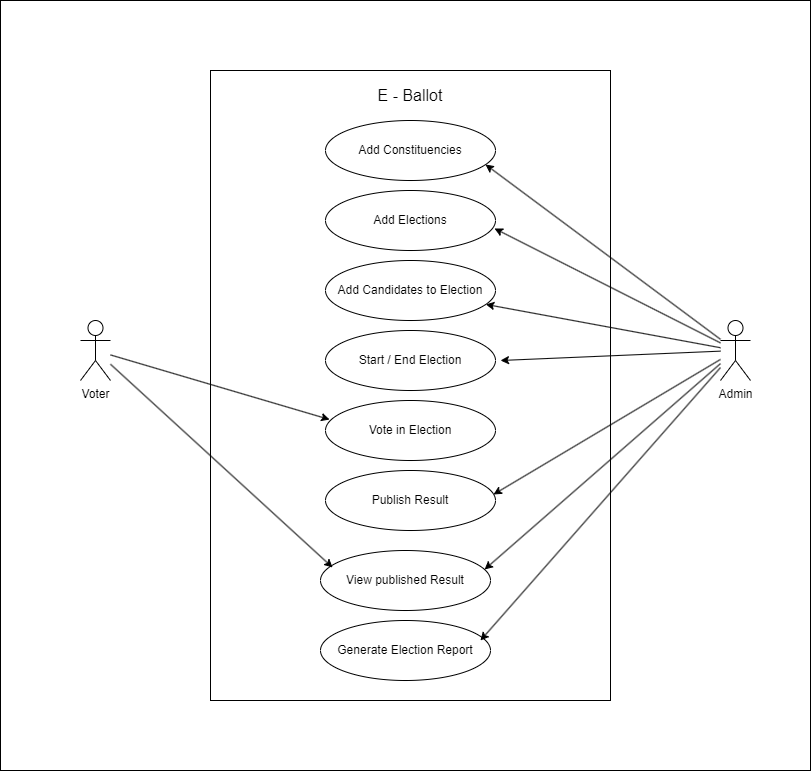 E - Ballot
Add Constituencies
Add Elections
Add Candidates to Election
Start / End Election
Voter
Admin
Vote in Election
Publish Result
View published Result
Generate Election Report